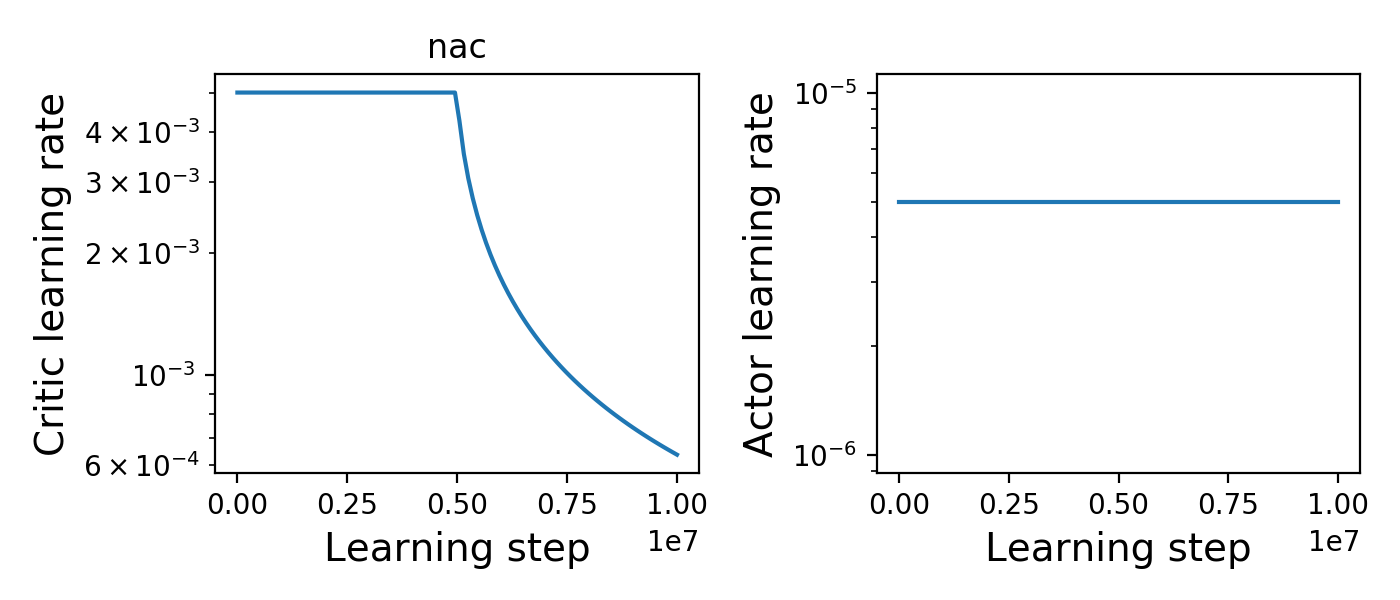 nac
Critic learning rate
4 × 10⁻³
3 × 10⁻³
2 × 10⁻³
10⁻³
6 × 10⁻⁴
0.00 0.25 0.50 0.75 1.00
1e7
Learning step
Actor learning rate
10⁻⁵
10⁻⁶
0.00 0.25 0.50 0.75 1.00
1e7
Learning step